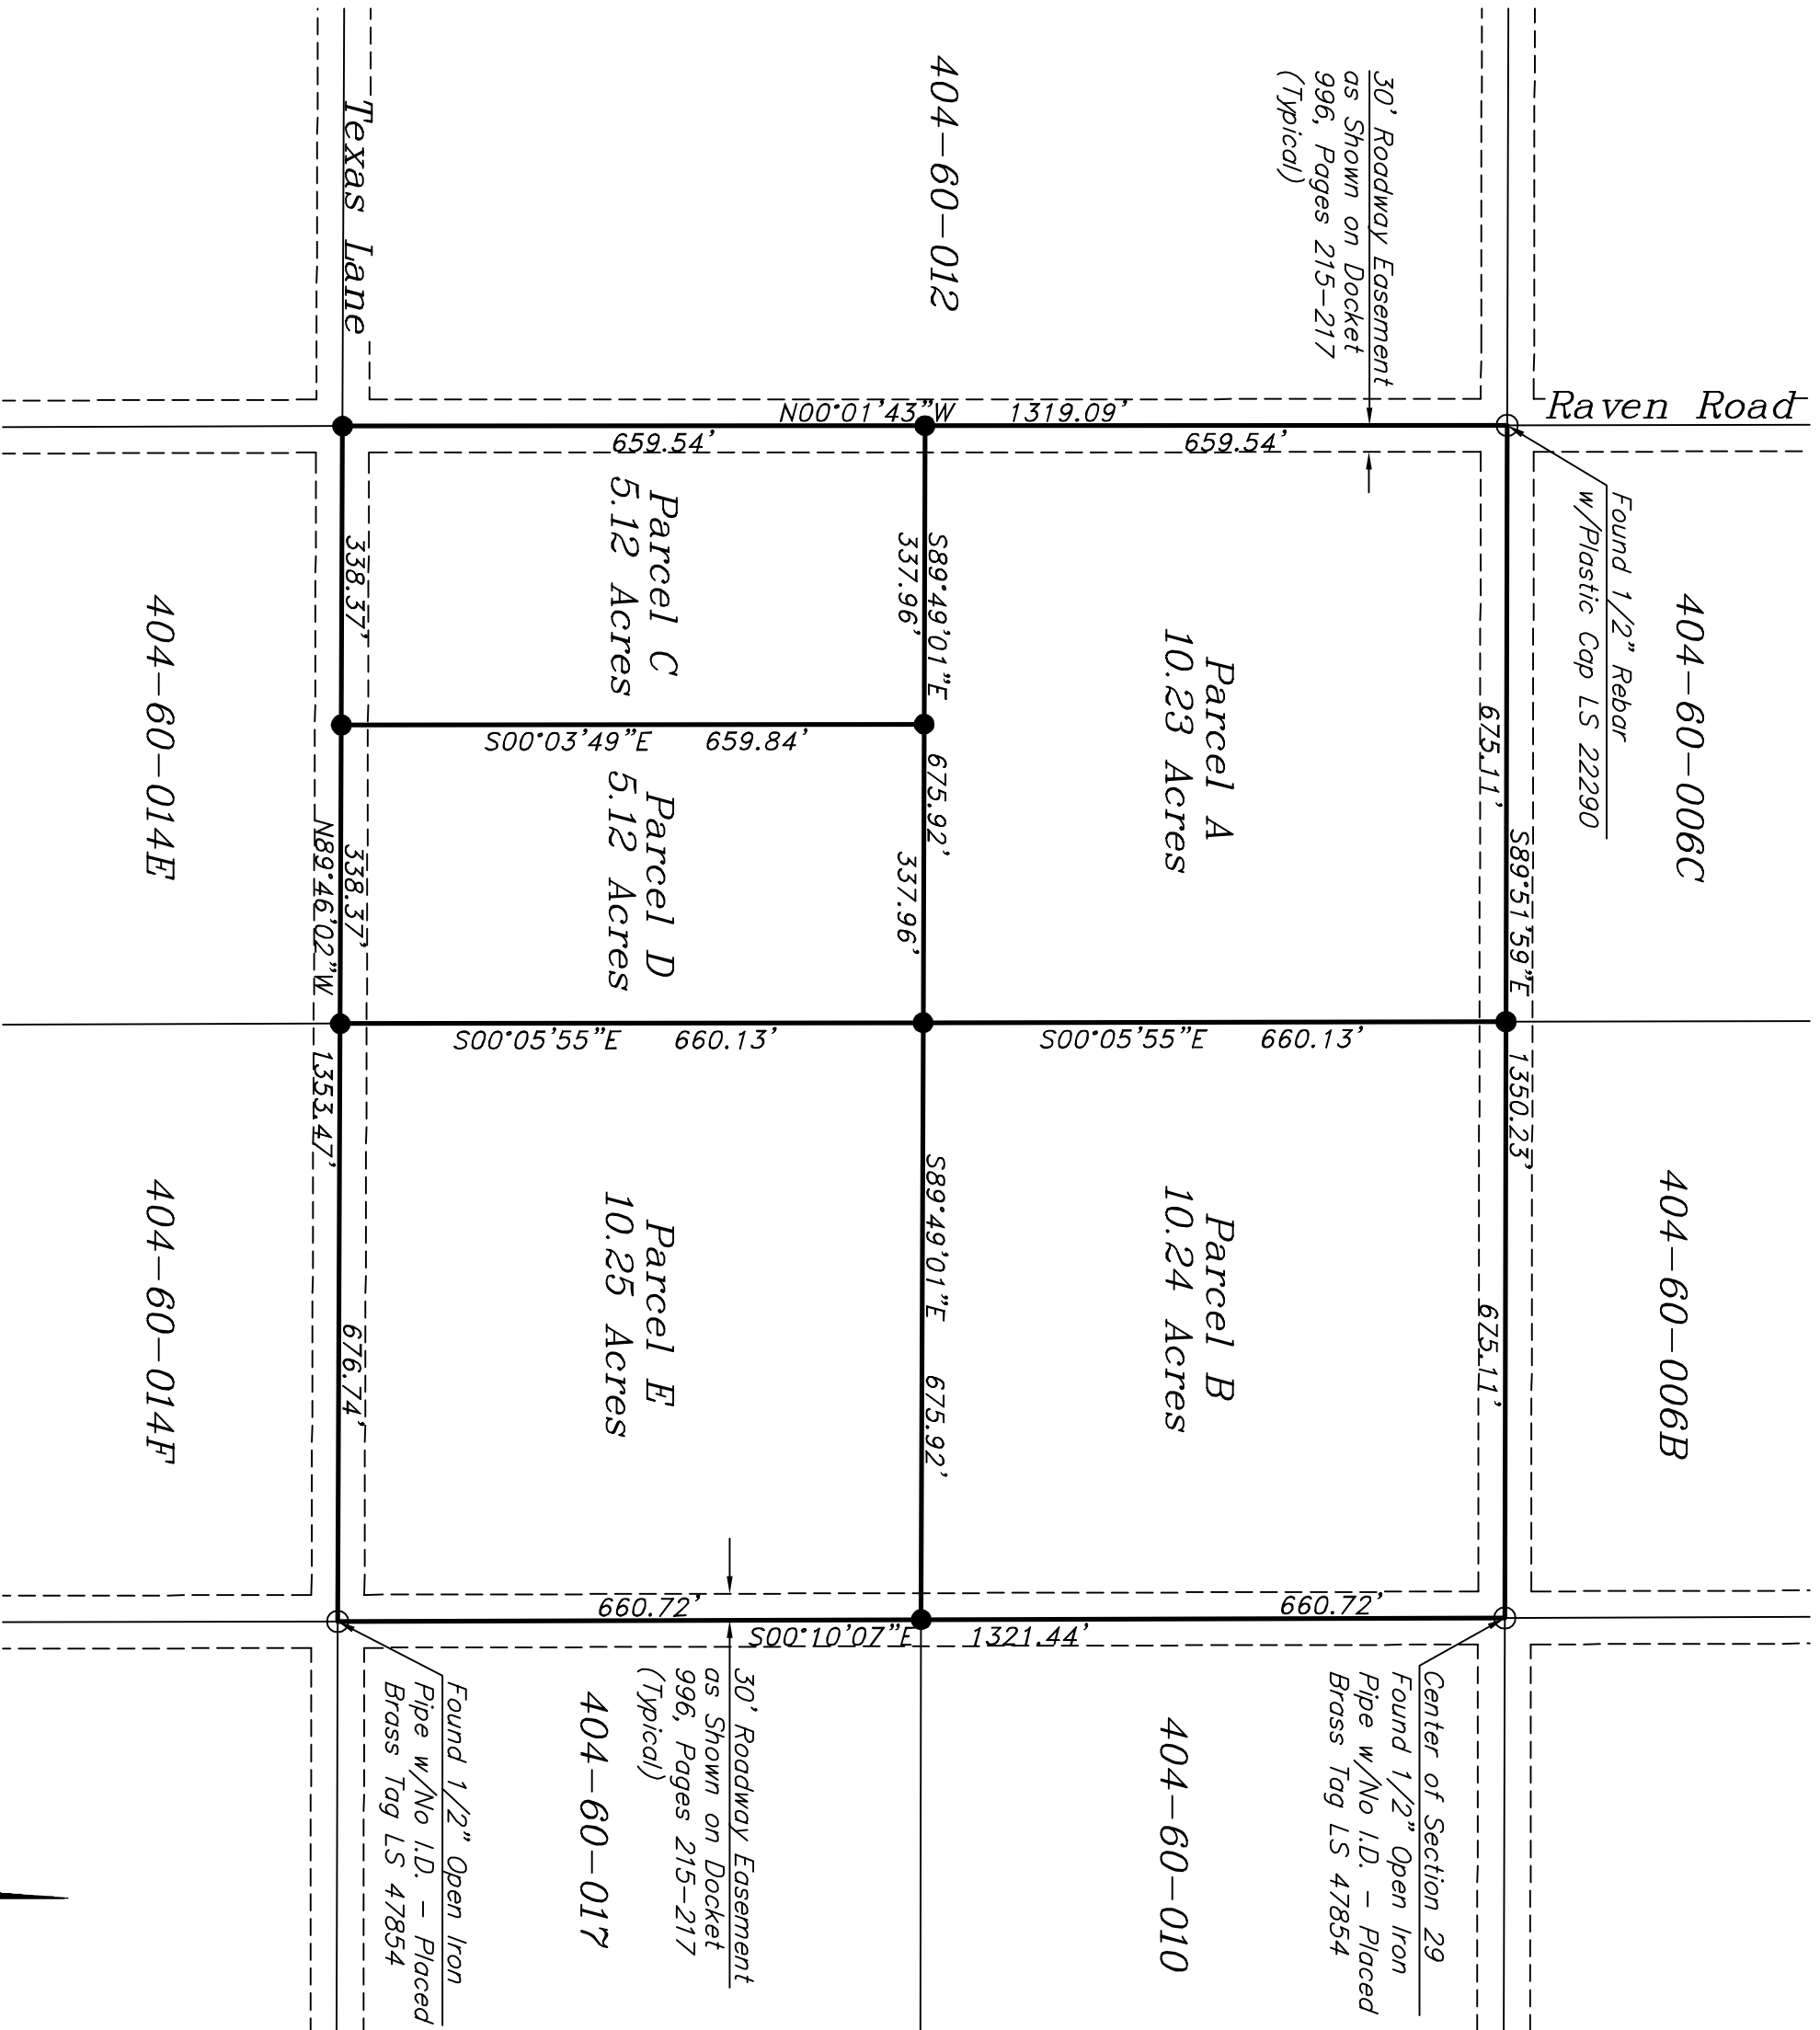 Raven Road
404-60-006C
404-60-006B
Found 1/2" Rebar
w/Plastic Cap LS 22290
S89°51'59"E 1350.23'
675.11'
675.11'
30' Roadway Easement
as Shown on Docket
996, Pages 215-217
(Typical)
Center of Section 29
Found 1/2" Open Iron
Pipe w/No I.D. - Placed
Brass Tag LS 47854
404-60-012
N00°01'43"W 1319.09'
659.54'
659.54'
Parcel A
10.23 Acres
S00°05'55"E 660.13'
Parcel B
10.24 Acres
660.72'
S00°10'07"E 1321.44'
660.72'
404-60-010
S89°49'01"E 675.92'
337.96'
337.96'
S89°49'01"E 675.92'
Parcel C
5.12 Acres
S00°03'49"E 659.84'
Parcel D
5.12 Acres
S00°05'55"E 660.13'
Parcel E
10.25 Acres
30' Roadway Easement
as Shown on Docket
996, Pages 215-217
(Typical)
404-60-017
Found 1/2" Open Iron
Pipe w/No I.D. - Placed
Brass Tag LS 47854
Texas Lane
338.37'
338.37'
676.74'
N89°46'02"W 1353.47'
404-60-014E
404-60-014F